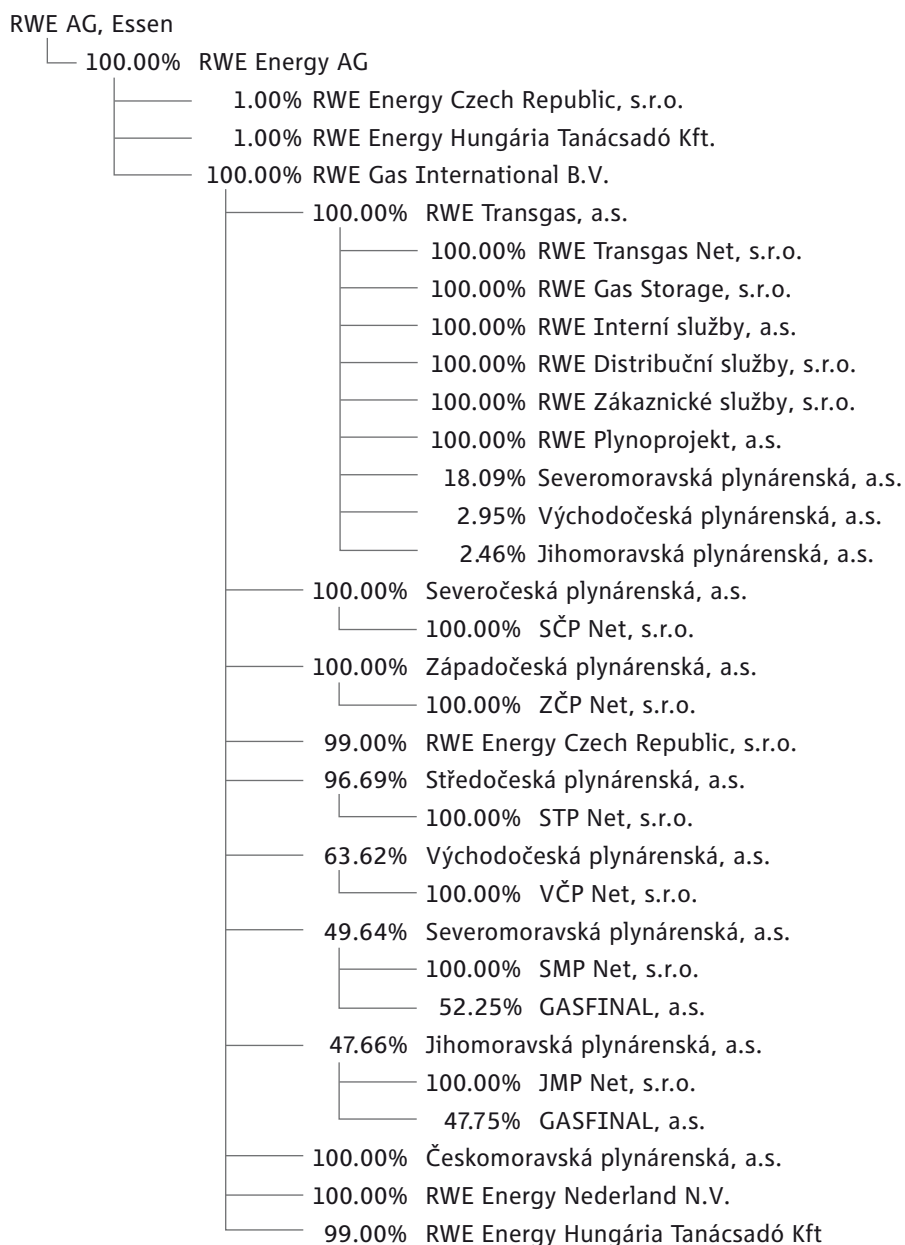 RWE AG, Essen
100.00% RWE Energy AG
1.00% RWE Energy Czech Republic, s.r.o.
1.00% RWE Energy Hungária Tanácsadó Kft.
100.00% RWE Gas International B.V.
100.00% RWE Transgas, a.s.
100.00% RWE Transgas Net, s.r.o.
100.00% RWE Gas Storage, s.r.o.
100.00% RWE Interní služby, a.s.
100.00% RWE Distribuční služby, s.r.o.
100.00% RWE Zákaznické služby, s.r.o.
100.00% RWE Plynoprojekt, a.s.
18.09% Severomoravská plynárenská, a.s.
2.95% Východočeská plynárenská, a.s.
2.46% Jihomoravská plynárenská, a.s.
100.00% Severočeská plynárenská, a.s.
100.00% SČP Net, s.r.o.
100.00% Západočeská plynárenská, a.s.
100.00% ZČP Net, s.r.o.
99.00% RWE Energy Czech Republic, s.r.o.
96.69% Středočeská plynárenská, a.s.
100.00% STP Net, s.r.o.
63.62% Východočeská plynárenská, a.s.
100.00% VČP Net, s.r.o.
49.64% Severomoravská plynárenská, a.s.
100.00% SMP Net, s.r.o.
52.25% GASFINAL, a.s.
47.66% Jihomoravská plynárenská, a.s.
100.00% JMP Net, s.r.o.
47.75% GASFINAL, a.s.
100.00% Českomoravská plynárenská, a.s.
100.00% RWE Energy Nederland N.V.
99.00% RWE Energy Hungária Tanácsadó Kft